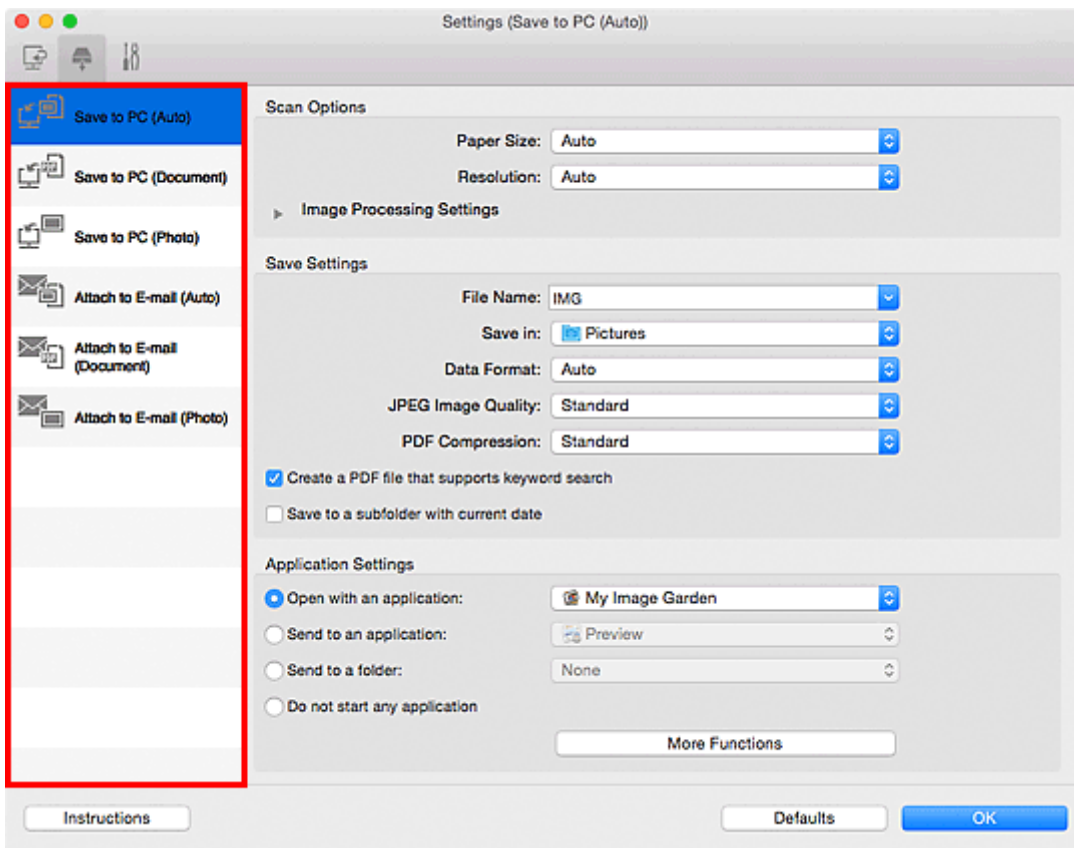 Settings (Save to PC (Auto))
Save to PC (Auto)
Save to PC (Document)
Save to PC (Photo)
Attach to E-mail (Auto)
Attach to E-mail
(Document)
Attach to E-mail (Photo)
Scan Options
Paper Size: Auto
Resolution: Auto
Image Processing Settings
Save Settings
File Name: IMG
Save in: Pictures
Data Format: Auto
JPEG Image Quality: Standard
PDF Compression: Standard
Create a PDF file that supports keyword search
Save to a subfolder with current date
Application Settings
Open with an application: My Image Garden
Send to an application: Preview
Send to a folder: None
Do not start any application
More Functions
Instructions
Defaults
OK